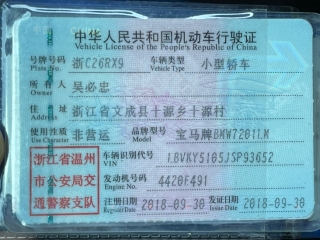 中华人民共和国机动车行驶证
Vehicle License of the People's Republic of China
号牌号码 浙C26RX9 车辆类型 小型轿车
Plate No. Vehicle Type
所有人 吴必忠
Owner
住址 浙江省文成县十源乡十源村
Address
使用性质 非营运 品牌型号 宝马牌BMW7201LM
Use Character Model
浙江省温州市公安局交通警察支队
车辆识别代号 LBVKY5105JSP93652
VIN
发动机号码 4420F491
Engine No.
注册日期 2018-09-30 发证日期 2018-09-30
Register Date Issue Date